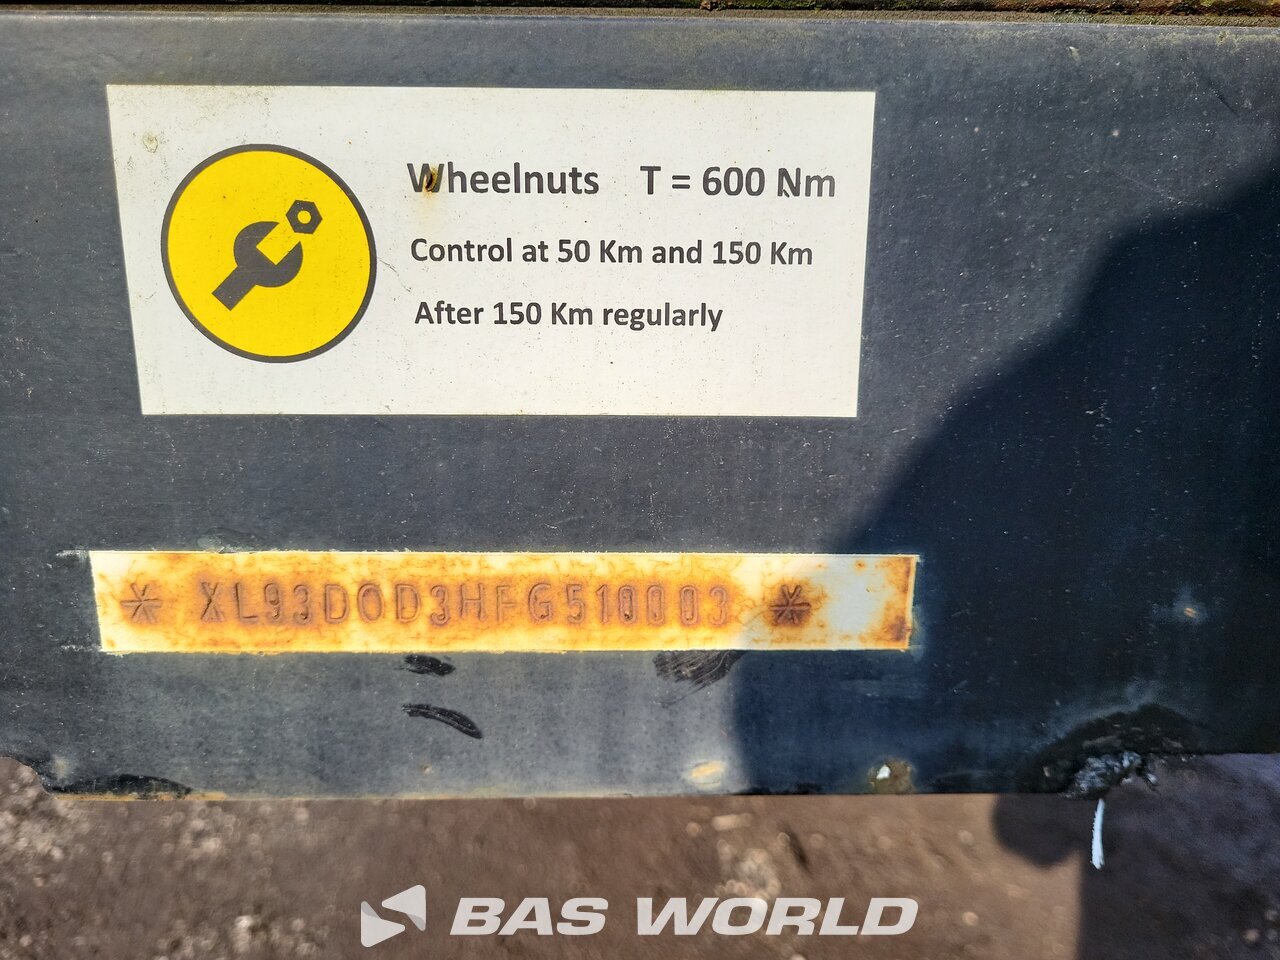 Wheelnuts T = 600 Nm
Control at 50 Km and 150 Km
After 150 Km regularly
* XL93D0D3HFG510003 *
BAS WORLD